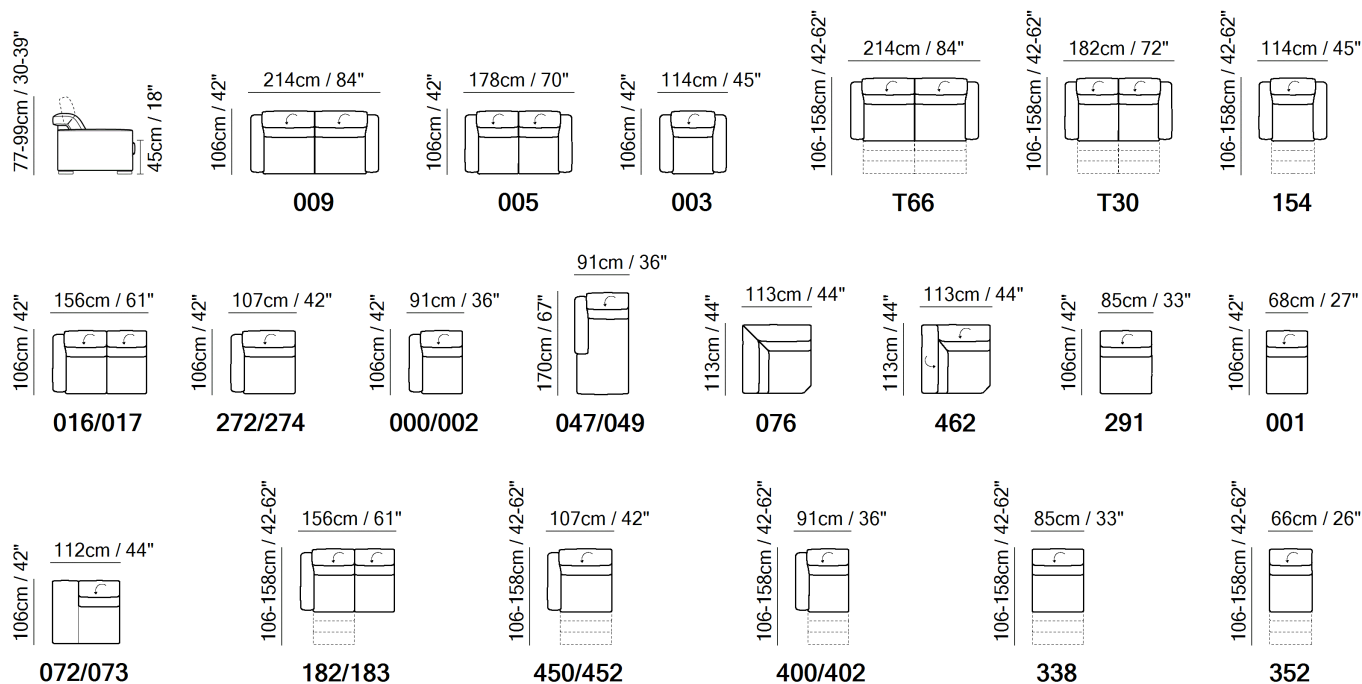 77-99cm / 30-39"
45cm / 18"
106cm / 42"
214cm / 84"
009
106cm / 42"
178cm / 70"
005
106cm / 42"
114cm / 45"
003
106-158cm / 42-62"
214cm / 84"
T66
106-158cm / 42-62"
182cm / 72"
T30
106-158cm / 42-62"
114cm / 45"
154
106cm / 42"
156cm / 61"
016/017
106cm / 42"
107cm / 42"
272/274
106cm / 42"
91cm / 36"
000/002
170cm / 67"
91cm / 36"
047/049
113cm / 44"
113cm / 44"
076
113cm / 44"
113cm / 44"
462
106cm / 42"
85cm / 33"
291
106cm / 42"
68cm / 27"
001
106cm / 42"
112cm / 44"
072/073
106-158cm / 42-62"
156cm / 61"
182/183
106-158cm / 42-62"
107cm / 42"
450/452
106-158cm / 42-62"
91cm / 36"
400/402
106-158cm / 42-62"
85cm / 33"
338
106-158cm / 42-62"
66cm / 26"
352